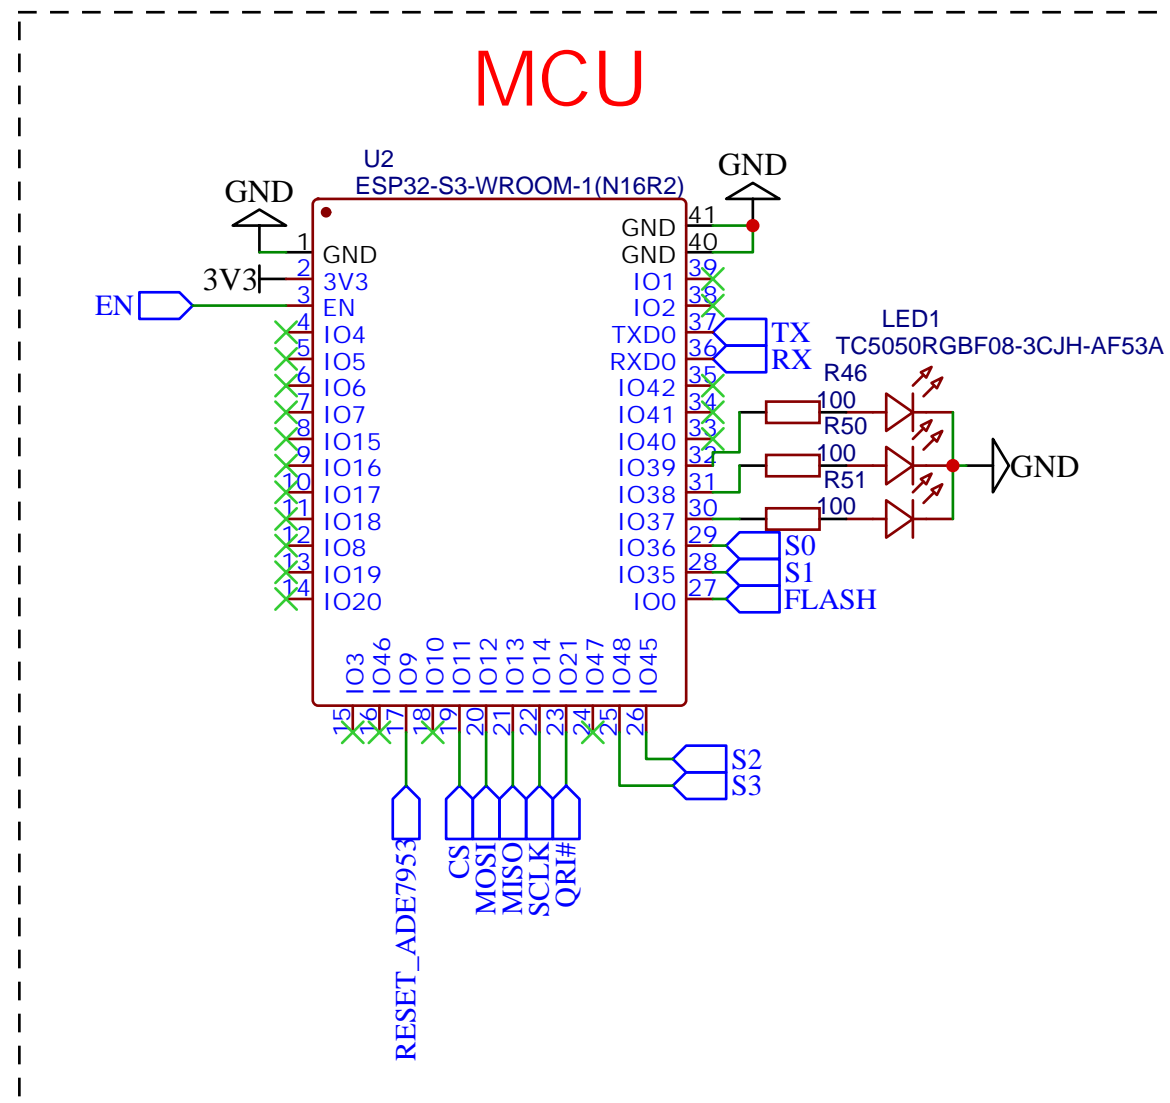 MCU
U2
ESP32-S3-WROOM-1(N16R2)
GND
GND
1
GND
2
3V3
3V3
3
EN
EN
4
IO4
5
IO5
6
IO6
7
IO7
8
IO15
9
IO16
10
IO17
11
IO18
12
IO8
13
IO19
14
IO20
41
GND
40
GND
39
IO1
38
IO2
37
TXD0
TX
36
RXD0
RX
35
IO42
34
IO41
33
IO40
32
IO39
31
IO38
30
IO37
29
IO36
S0
28
IO35
S1
27
IO0
FLASH
LED1
TC5050RGBF08-3CJH-AF53A
R46
100
R50
100
R51
100
GND
IO3
IO46
IO9
IO10
IO11
IO12
IO13
IO14
IO21
IO47
IO48
IO45
15
16
17
18
19
20
21
22
23
24
25
26
S2
S3
RESET_ADE7953
CS
MOSI
MISO
SCLK
QRI#